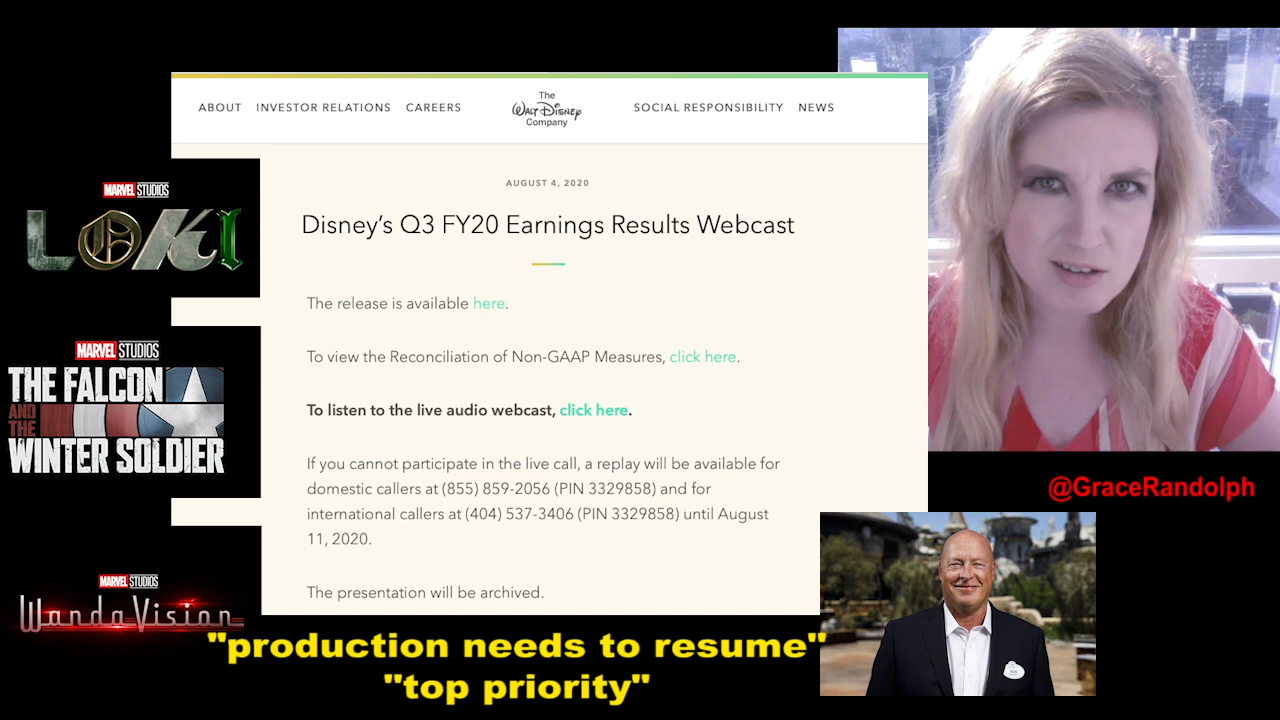 ABOUT INVESTOR RELATIONS CAREERS The WALT DISNEY Company SOCIAL RESPONSIBILITY NEWS
AUGUST 4, 2020
Disney's Q3 FY20 Earnings Results Webcast
The release is available here.
To view the Reconciliation of Non-GAAP Measures, click here.
To listen to the live audio webcast, click here.
If you cannot participate in the live call, a replay will be available for
domestic callers at (855) 859-2056 (PIN 3329858) and for
international callers at (404) 537-3406 (PIN 3329858) until August
11, 2020.
The presentation will be archived.
MARVEL STUDIOS
LOKI
MARVEL STUDIOS
THE FALCON
AND
THE
WINTER SOLDIER
MARVEL STUDIOS
WandaVision
@GraceRandolph
"production needs to resume"
"top priority"